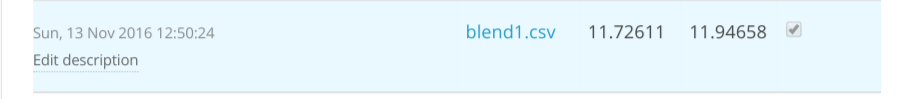 Sun, 13 Nov 2016 12:50:24 blend1.csv 11.72611 11.94658
Edit description